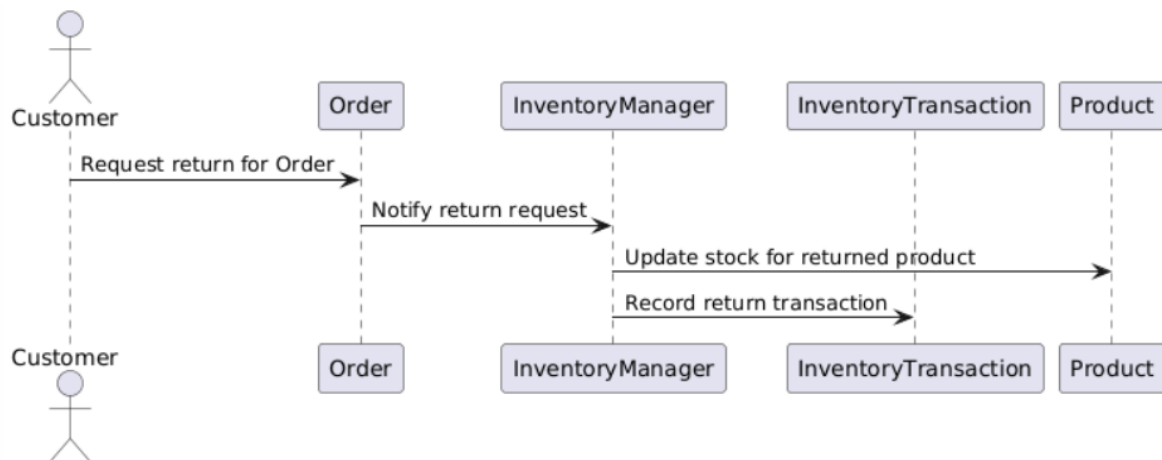 Customer
Order
InventoryManager
InventoryTransaction
Product
Request return for Order
Notify return request
Update stock for returned product
Record return transaction
Customer
Order
InventoryManager
InventoryTransaction
Product